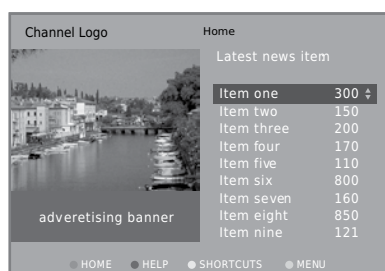 Channel Logo
Home
Latest news item
Item one 300
Item two 150
Item three 200
Item four 170
Item five 110
Item six 800
Item seven 160
Item eight 850
Item nine 121
adveretising banner
HOME HELP SHORTCUTS MENU